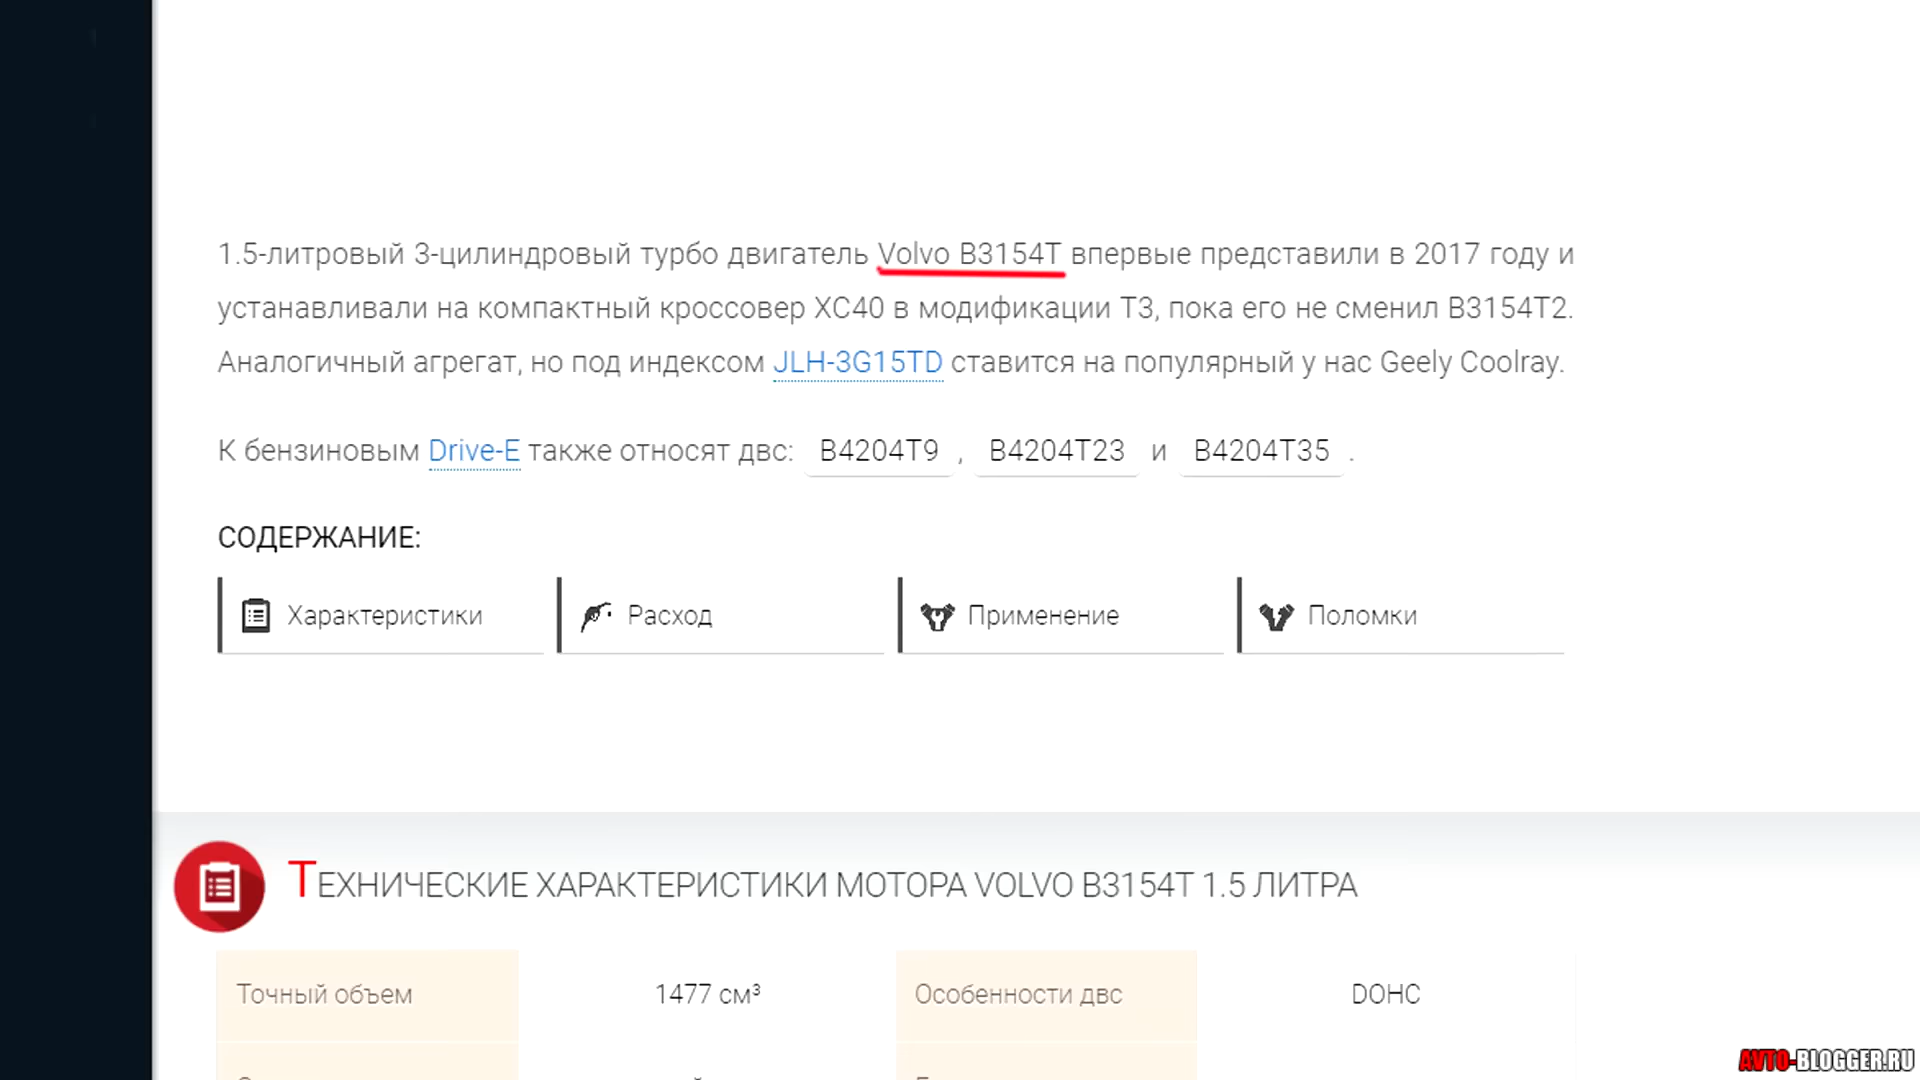 1.5-литровый 3-цилиндровый турбо двигатель Volvo B3154T впервые представили в 2017 году и
устанавливали на компактный кроссовер XC40 в модификации T3, пока его не сменил B3154T2.
Аналогичный агрегат, но под индексом JLH-3G15TD ставится на популярный у нас Geely Coolray.
К бензиновым Drive-E также относят двс: B4204T9 , B4204T23 и B4204T35 .
СОДЕРЖАНИЕ:
Характеристики Расход Применение Поломки
ТЕХНИЧЕСКИЕ ХАРАКТЕРИСТИКИ МОТОРА VOLVO B3154T 1.5 ЛИТРА
Точный объем 1477 см³ Особенности двс DOHC
AVTO-BLOGGER.RU